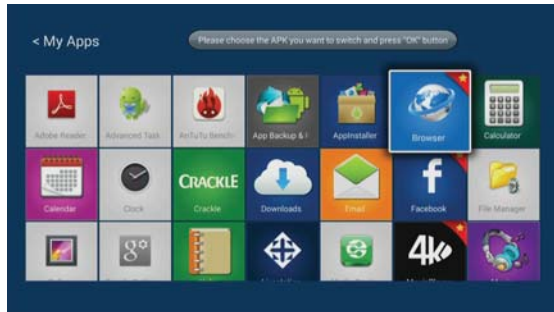 < My Apps
Please choose the APK you want to switch and press "OK" button
Adobe Reader
Advanced Task
AnTuTu Bench
App Backup & I
AppInstaller
Browser
Calculator
Calendar
Clock
CRACKLE
Crackle
Downloads
Email
f
Facebook
File Manager
g
4K